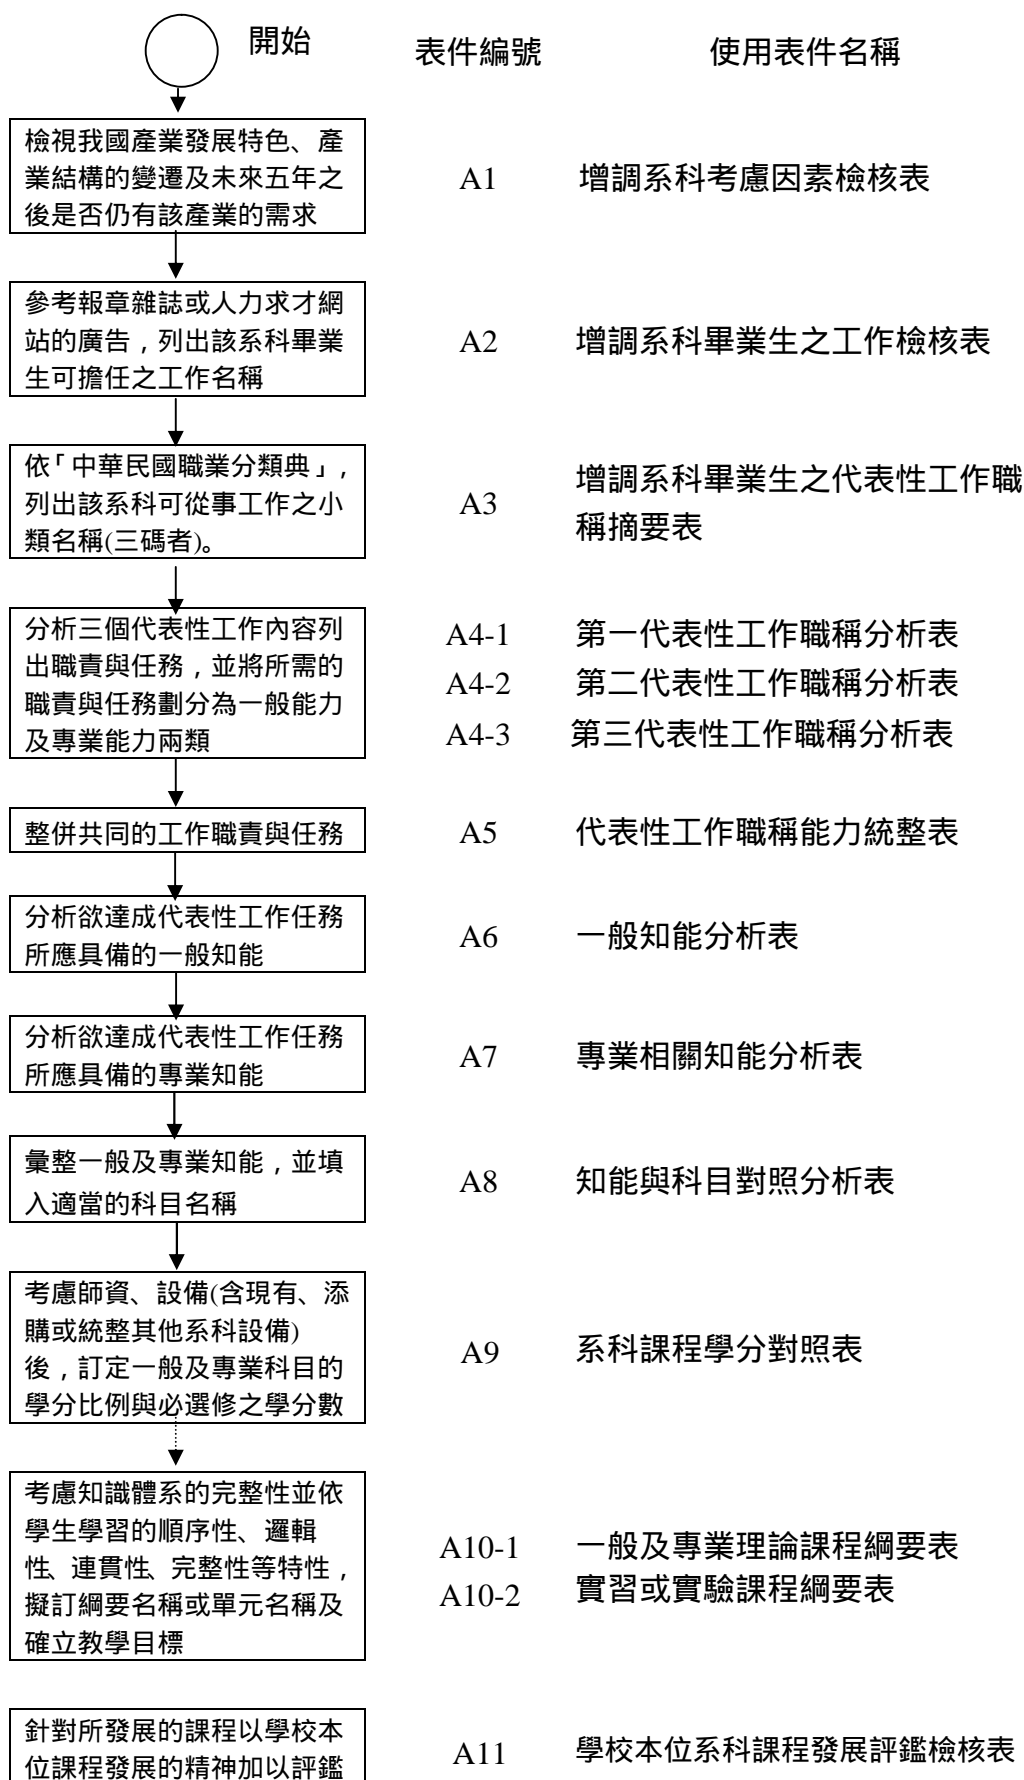 開始
表件編號
使用表件名稱
檢視我國產業發展特色、產
業結構的變遷及未來五年之
後是否仍有該產業的需求
A1
增調系科考慮因素檢核表
參考報章雜誌或人力求才網
站的廣告，列出該系科畢業
生可擔任之工作名稱
A2
增調系科畢業生之工作檢核表
依「中華民國職業分類典」,
列出該系科可從事工作之小
類名稱(三碼者)。
A3
增調系科畢業生之代表性工作職
稱摘要表
分析三個代表性工作內容列
出職責與任務，並將所需的
職責與任務劃分為一般能力
及專業能力兩類
A4-1
第一代表性工作職稱分析表
A4-2
第二代表性工作職稱分析表
A4-3
第三代表性工作職稱分析表
整併共同的工作職責與任務
A5
代表性工作職稱能力統整表
分析欲達成代表性工作任務
所應具備的一般知能
A6
一般知能分析表
分析欲達成代表性工作任務
所應具備的專業知能
A7
專業相關知能分析表
彙整一般及專業知能，並填
入適當的科目名稱
A8
知能與科目對照分析表
考慮師資、設備(含現有、添
購或統整其他系科設備)
後，訂定一般及專業科目的
學分比例與必選修之學分數
A9
系科課程學分對照表
考慮知識體系的完整性並依
學生學習的順序性、邏輯
性、連貫性、完整性等特性，
擬訂綱要名稱或單元名稱及
確立教學目標
A10-1
一般及專業理論課程綱要表
A10-2
實習或實驗課程綱要表
針對所發展的課程以學校本
位課程發展的精神加以評鑑
A11
學校本位系科課程發展評鑑檢核表